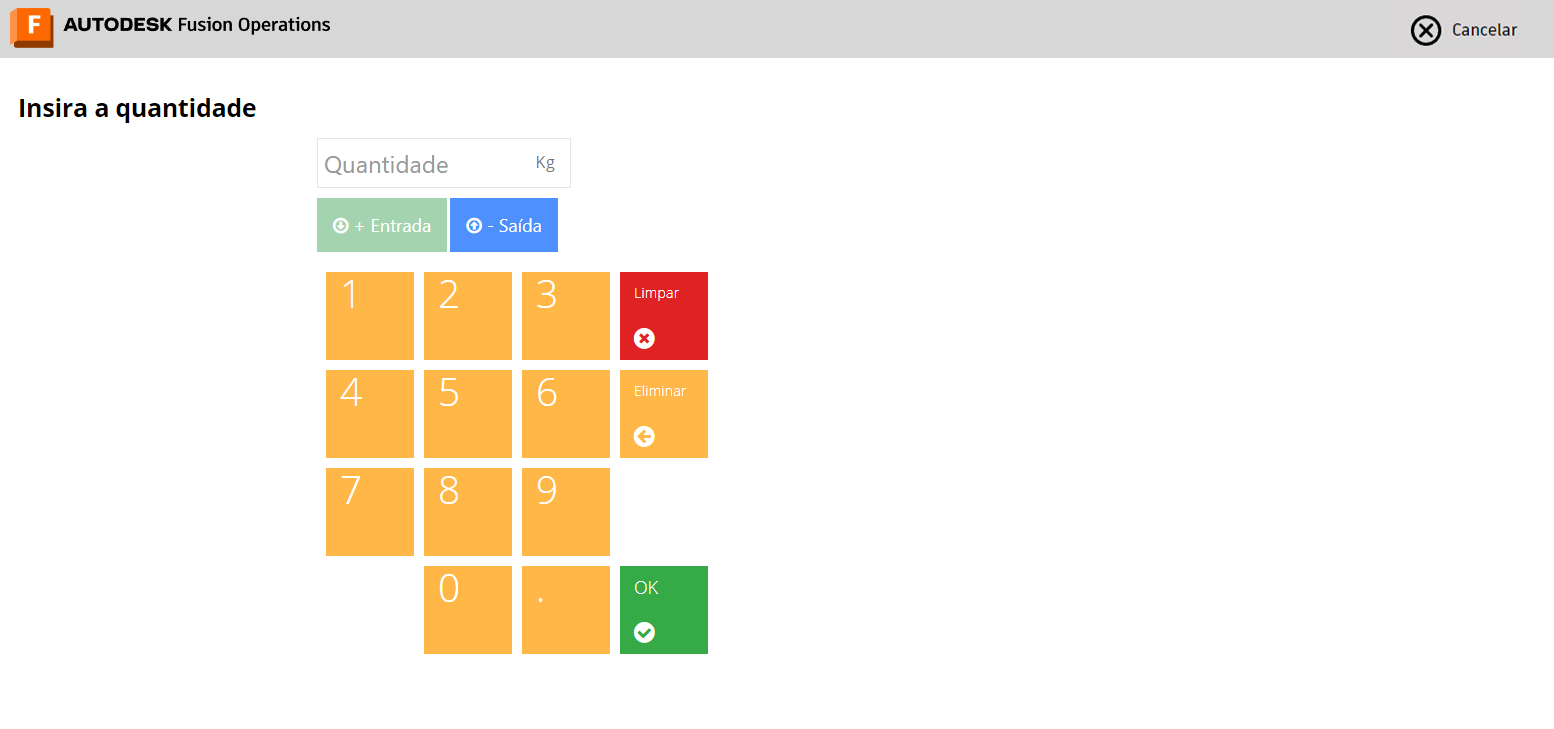 F AUTODESK Fusion Operations
Cancelar
Insira a quantidade
Quantidade Kg
+ Entrada - Saída
1 2 3 Limpar
4 5 6 Eliminar
7 8 9
0 . OK